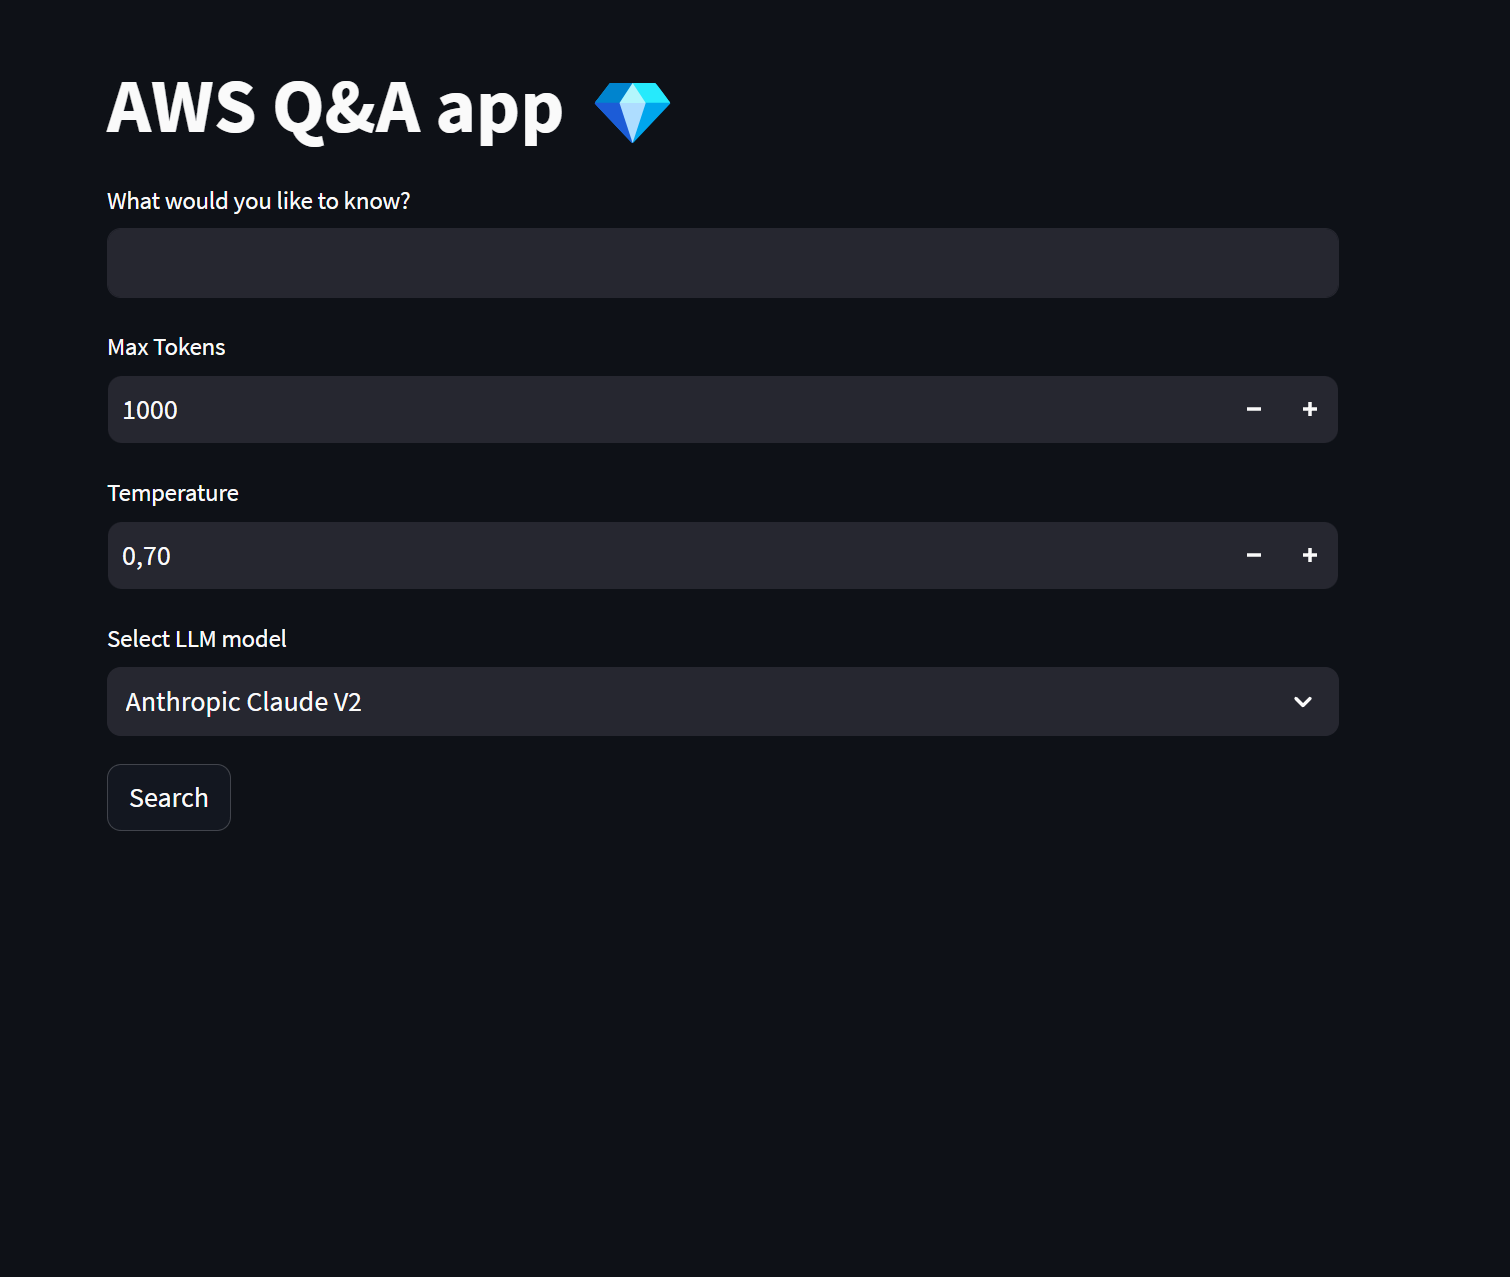 AWS Q&A app 💎
What would you like to know?
Max Tokens
1000
Temperature
0,70
Select LLM model
Anthropic Claude V2
Search